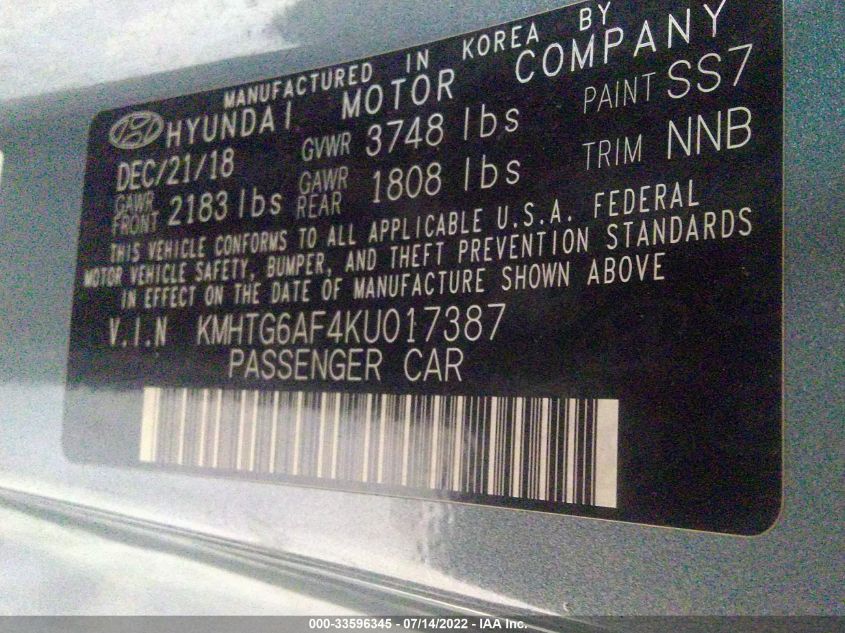 MANUFACTURED IN KOREA BY
HYUNDAI MOTOR COMPANY
DEC/21/18 GVWR 3748 lbs PAINT SS7
GAWR FRONT 2183 lbs GAWR REAR 1808 lbs TRIM NNB
THIS VEHICLE CONFORMS TO ALL APPLICABLE U.S.A. FEDERAL
MOTOR VEHICLE SAFETY, BUMPER, AND THEFT PREVENTION STANDARDS
IN EFFECT ON THE DATE OF MANUFACTURE SHOWN ABOVE
V.I.N KMHTG6AF4KU017387
PASSENGER CAR
000-33596345 - 07/14/2022 - IAA, Inc.